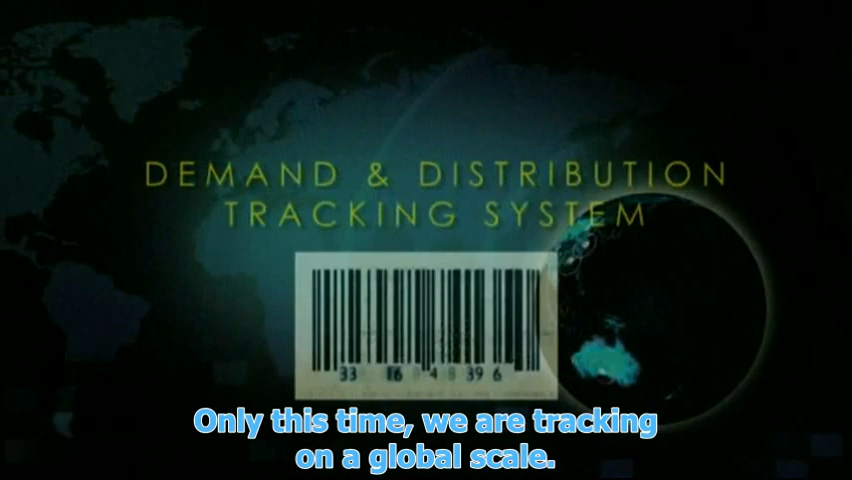 DEMAND & DISTRIBUTION
TRACKING SYSTEM
Only this time, we are tracking
on a global scale.